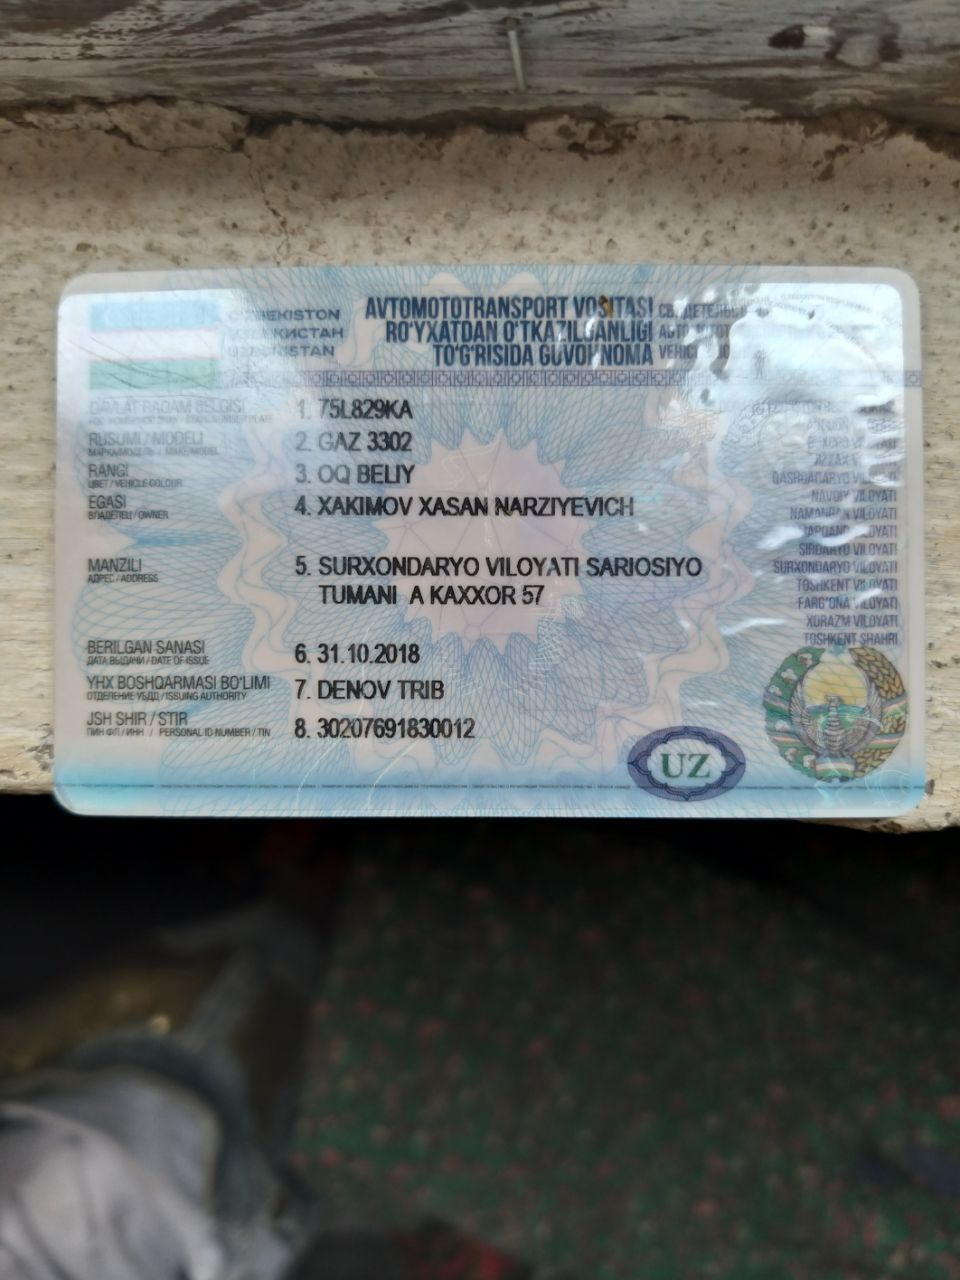 O'ZBEKISTON
УЗБЕКИСТАН
UZBEKISTAN
AVTOMOTOTRANSPORT VOSITASI
RO'YXATDAN O'TKAZILGANLIGI
TO'G'RISIDA GUVOHNOMA
DAVLAT RAQAM BELGISI 1. 75L829KA
RUSUMI / MODELI 2. GAZ 3302
МАРКА/МОДЕЛЬ / MAKE/MODEL
RANGI 3. OQ BELIY
ЦВЕТ / VEHICLE COLOUR
EGASI 4. XAKIMOV XASAN NARZIYEVICH
ВЛАДЕЛЕЦ / OWNER
MANZILI 5. SURXONDARYO VILOYATI SARIOSIYO
АДРЕС / ADDRESS
TUMANI A KAXXOR 57
BERILGAN SANASI 6. 31.10.2018
ДАТА ВЫДАЧИ / DATE OF ISSUE
YHX BOSHQARMASI BO'LIMI 7. DENOV TRIB
ОТДЕЛЕНИЕ УБДД / ISSUING AUTHORITY
JSH SHIR / STIR 8. 30207691830012
ПИН ФЛ / ИНН / PERSONAL ID NUMBER / TIN
QASHQADARYO VILOYATI
NAVOIY VILOYATI
NAMANGAN VILOYATI
VILOYATI
SIRDARYO VILOYATI
SURXONDARYO VILOYATI
TOSHKENT VILOYATI
FARG'ONA VILOYATI
XORAZM VILOYATI
TOSHKENT SHAHRI
UZ